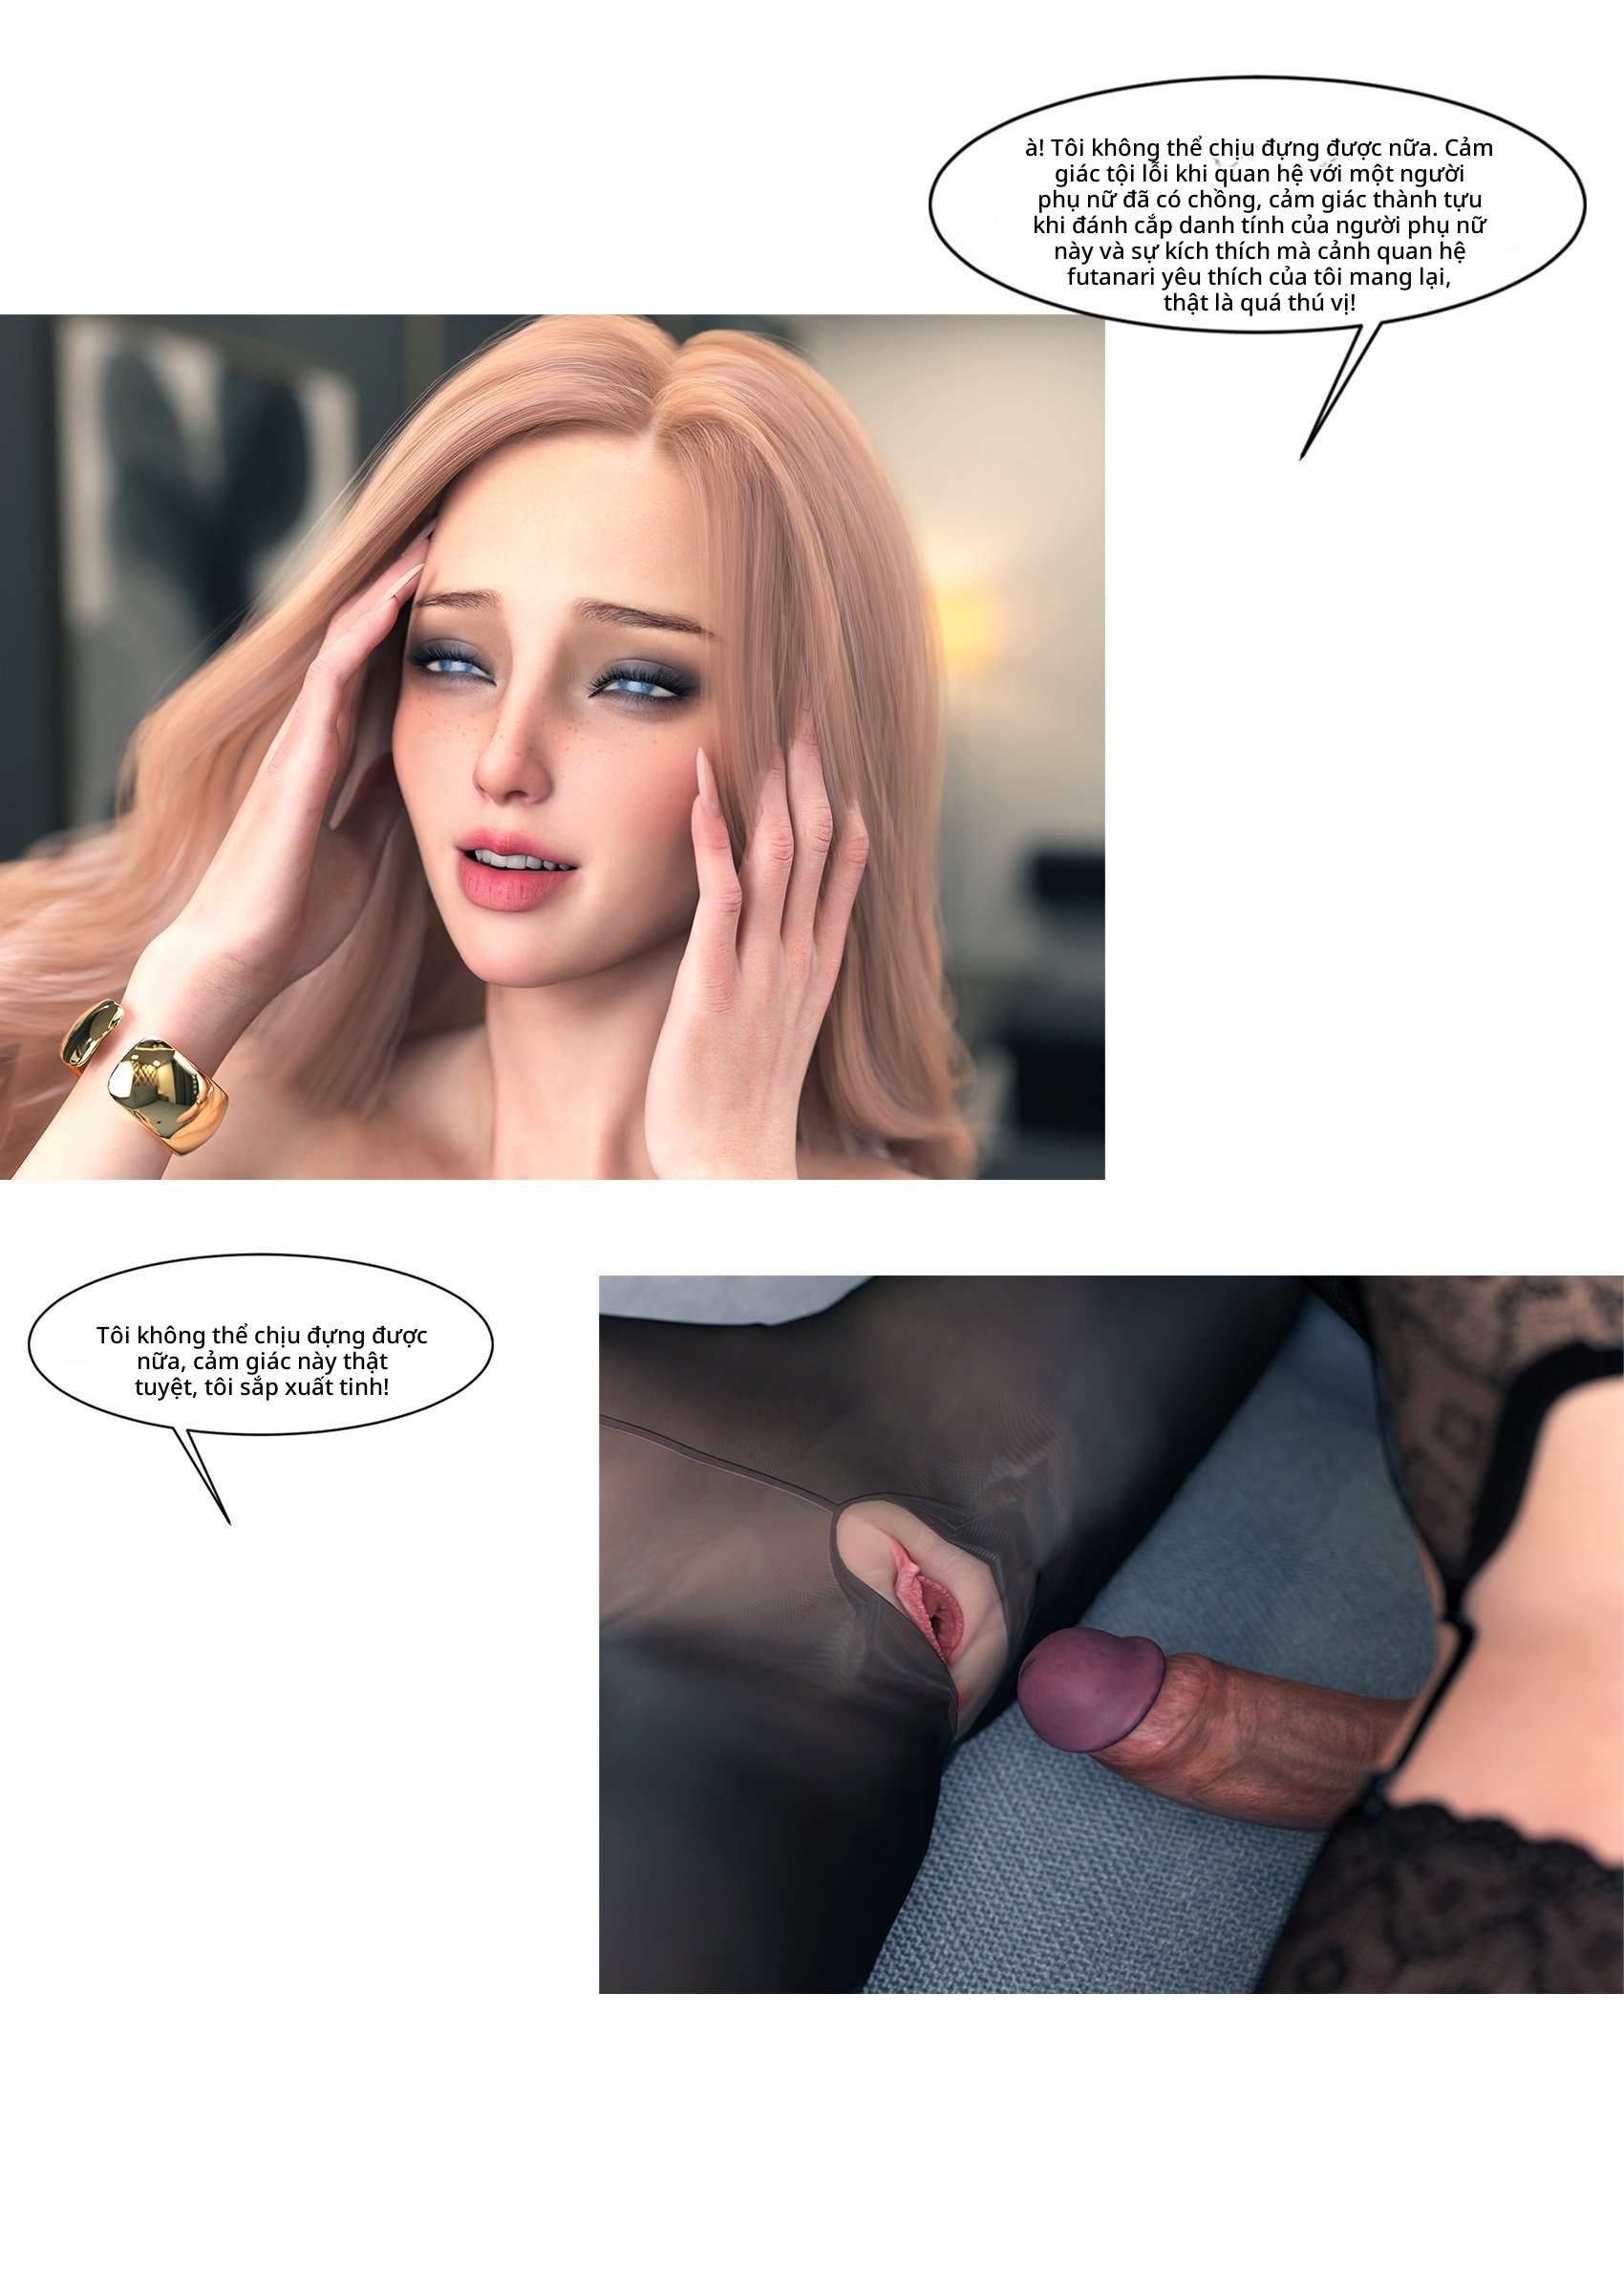 à! Tôi không thể chịu đựng được nữa. Cảm
giác tội lỗi khi quan hệ với một người
phụ nữ đã có chồng, cảm giác thành tựu
khi đánh cắp danh tính của người phụ nữ
này và sự kích thích mà cảnh quan hệ
futanari yêu thích của tôi mang lại,
thật là quá thú vị!
Tôi không thể chịu đựng được
nữa, cảm giác này thật
tuyệt, tôi sắp xuất tinh!